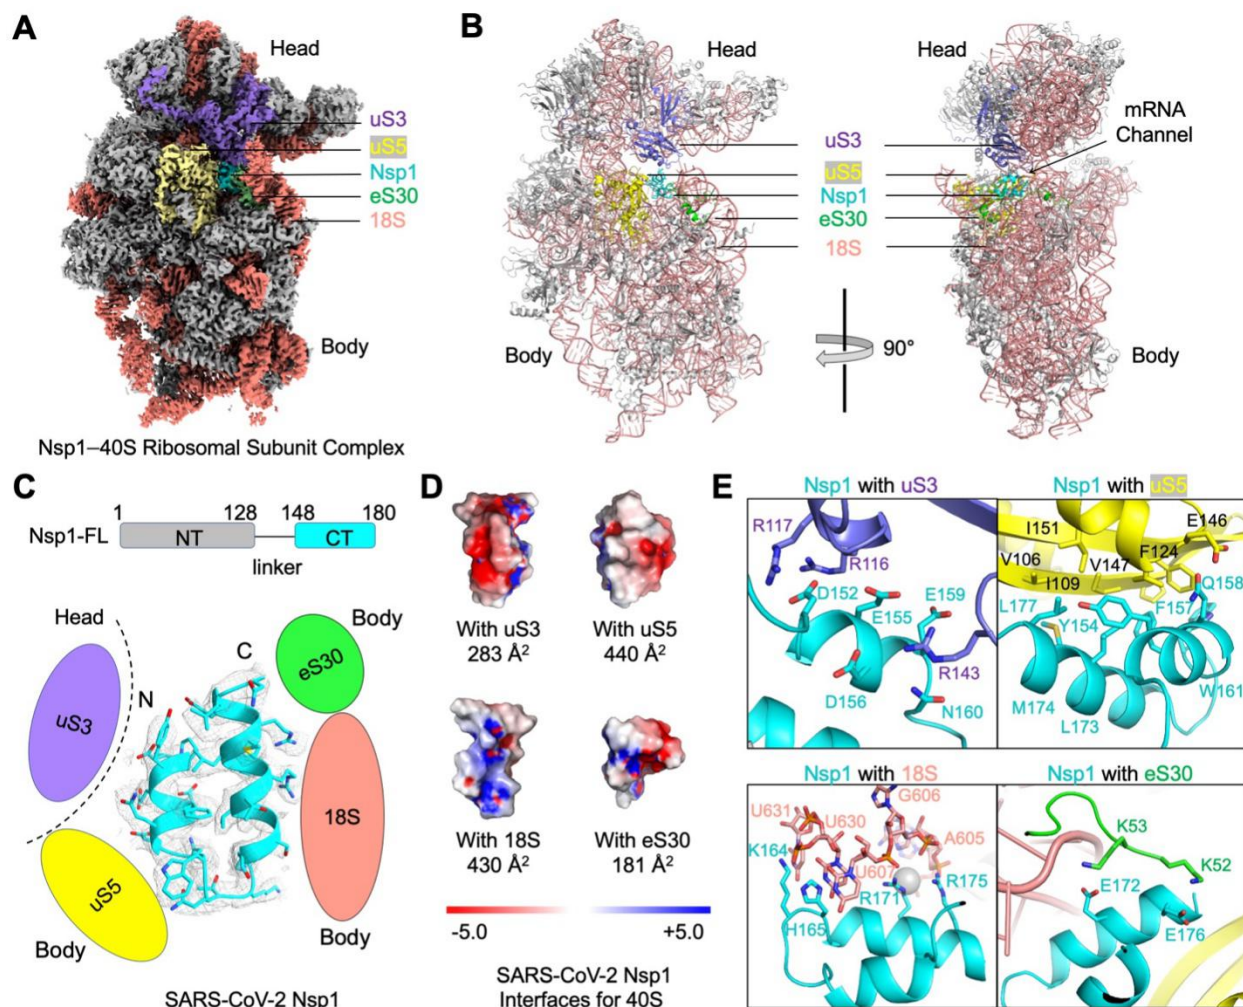 A
Head
uS3
uS5
Nsp1
eS30
18S
Body
Nsp1–40S Ribosomal Subunit Complex
B
Head
Head
mRNA
Channel
uS3
uS5
Nsp1
eS30
18S
Body
90°
Body
C
1 128 148 180
Nsp1-FL NT CT
linker
Head
Body
C
eS30
N
uS3
18S
uS5
Body
Body
SARS-CoV-2 Nsp1
D
With uS3
283 Å²
With uS5
440 Å²
With 18S
430 Å²
With eS30
181 Å²
-5.0 +5.0
SARS-CoV-2 Nsp1
Interfaces for 40S
E
Nsp1 with uS3
R117
R116
D152
E155
E159
R143
D156
N160
Nsp1 with uS5
E146
I151
F124
V106
V147
I109
Q158
L177
Y154
F157
W161
M174
L173
Nsp1 with 18S
G606
U631
U630
A605
K164
U607
R171
R175
H165
Nsp1 with eS30
K53
K52
E172
E176